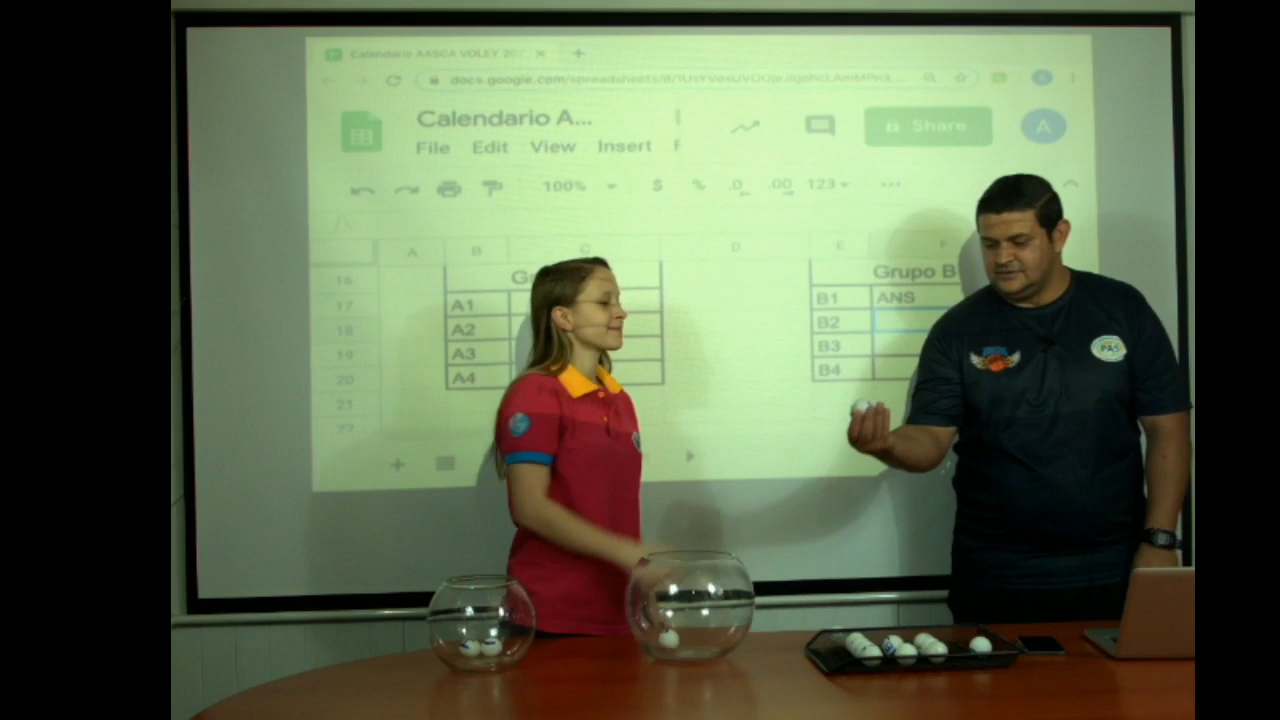 Calendario AASCA VOLEY 202
docs.google.com/spreadsheets/d/
Calendario A...
Share
A
File Edit View Insert F
100% $ % .0 .00 123
A B C D E F
16 Grupo B
17 A1 B1 ANS
18 A2 B2
19 A3 B3
20 A4 B4
21
22
PAS